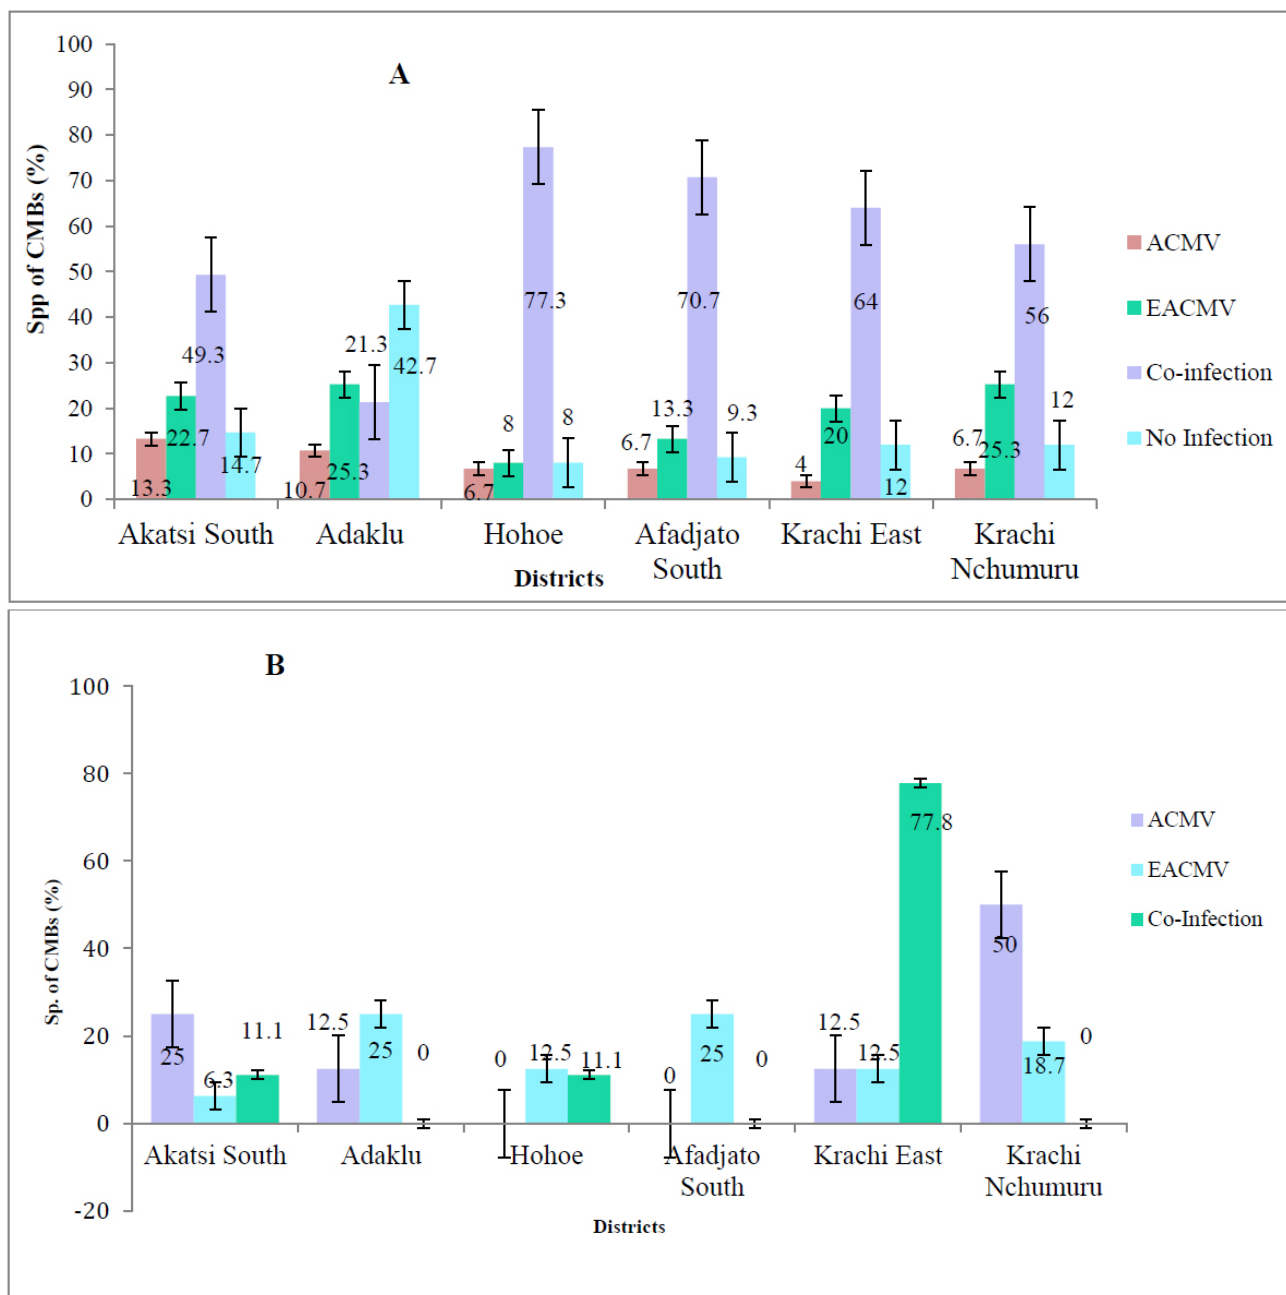 A
Spp of CMBs (%)
100
90
80
70
60
50
40
30
20
10
0
13.3
22.7
49.3
14.7
10.7
25.3
21.3
42.7
6.7
8
77.3
8
6.7
13.3
70.7
9.3
4
20
64
12
6.7
25.3
56
12
Akatsi South
Adaklu
Hohoe
Afadjato
South
Krachi East
Krachi
Nchumuru
Districts
ACMV
EACMV
Co-infection
No Infection
B
Sp. of CMBs (%)
100
80
60
40
20
0
-20
25
6.3
11.1
12.5
25
0
0
12.5
11.1
0
25
0
12.5
12.5
77.8
50
18.7
0
Akatsi South
Adaklu
Hohoe
Afadjato
South
Krachi East
Krachi
Nchumuru
Districts
ACMV
EACMV
Co-Infection